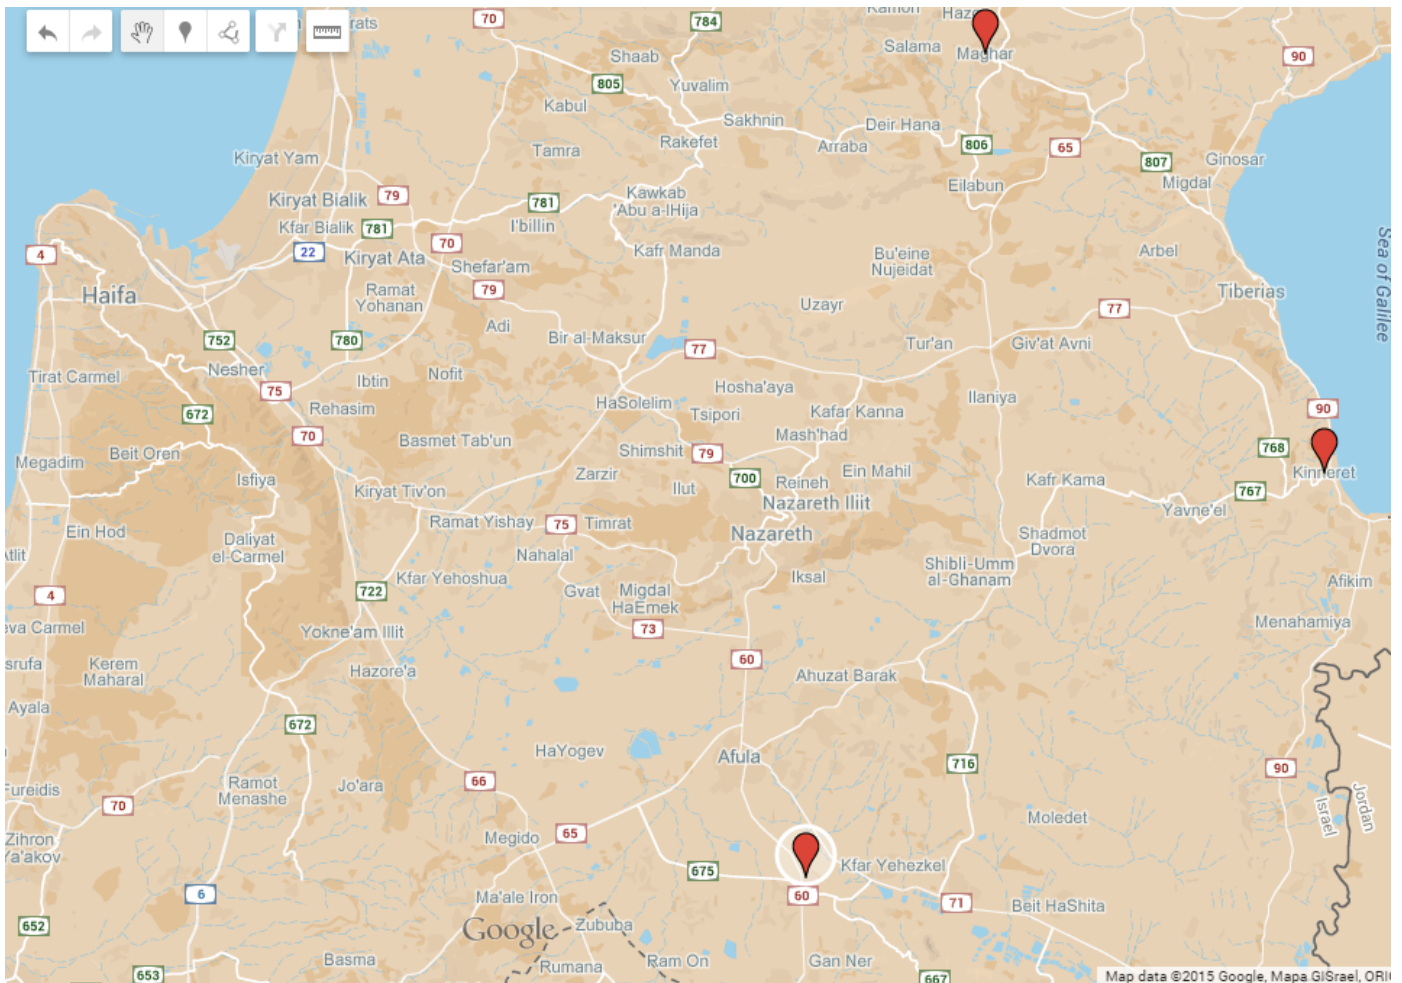 70
784
Kamon
Haze
rats
Salama
Maghar
90
Shaab
805
Yuvalim
Kabul
Sakhnin
Deir Hana
Rakefet
Arraba
806
65
Tamra
807
Ginosar
Kiryat Yam
Migdal
Eilabun
Kiryat Bialik
79
781
Kawkab
'Abu a-lHija
Kfar Bialik
781
I'billin
Sea of Galilee
4
22
70
Kafr Manda
Bu'eine
Nujeidat
Arbel
Kiryat Ata
Shefar'am
Haifa
Ramat
Yohanan
79
Uzayr
77
Tiberias
Adi
752
780
Bir al-Maksur
77
Tur'an
Giv'at Avni
Nesher
Tirat Carmel
75
Ibtin
Nofit
Hosha'aya
Ilaniya
90
672
Rehasim
HaSolelim
Tsipori
Kafar Kanna
70
Basmet Tab'un
Mash'had
768
Megadim
Beit Oren
Shimshit
79
Isfiya
Zarzir
700
Reineh
Ein Mahil
Kafr Kama
Kinneret
Kiryat Tiv'on
Ilut
Nazareth Iliit
767
Yavne'el
Ein Hod
Ramat Yishay
75
Timrat
Nazareth
Shadmot
Dvora
Daliyat
el-Carmel
Atlit
Nahalal
Shibli-Umm
al-Ghanam
4
722
Kfar Yehoshua
Gvat
Migdal
HaEmek
Iksal
Afikim
eva Carmel
Yokne'am Illit
73
Menahamiya
srufa
Kerem
Maharal
Hazore'a
60
Ahuzat Barak
Ayala
672
HaYogev
Afula
716
90
Fureidis
70
Ramot
Menashe
Jo'ara
66
Israel
Jordan
Zihron
Ya'akov
Megido
65
Moledet
675
Kfar Yehezkel
6
Ma'ale Iron
60
71
Beit HaShita
652
Google
Zububa
653
Basma
Rumana
Ram On
Gan Ner
667
Map data ©2015 Google, Mapa GISrael, ORI